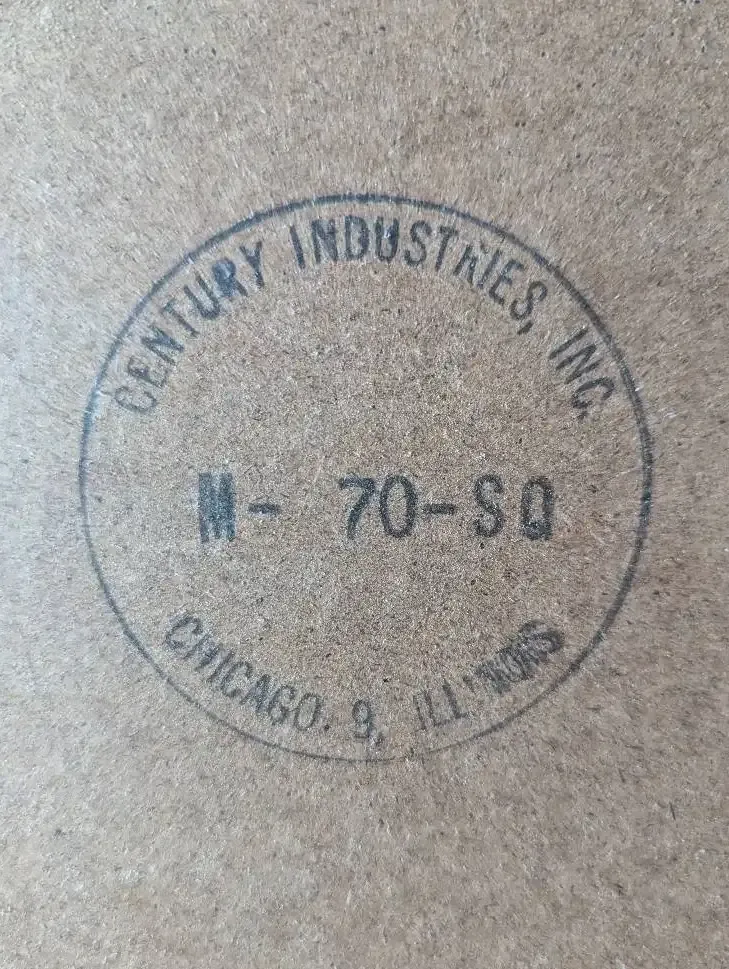 CENTURY INDUSTRIES, INC.
M- 70-SQ
CHICAGO. 9, ILLINOIS